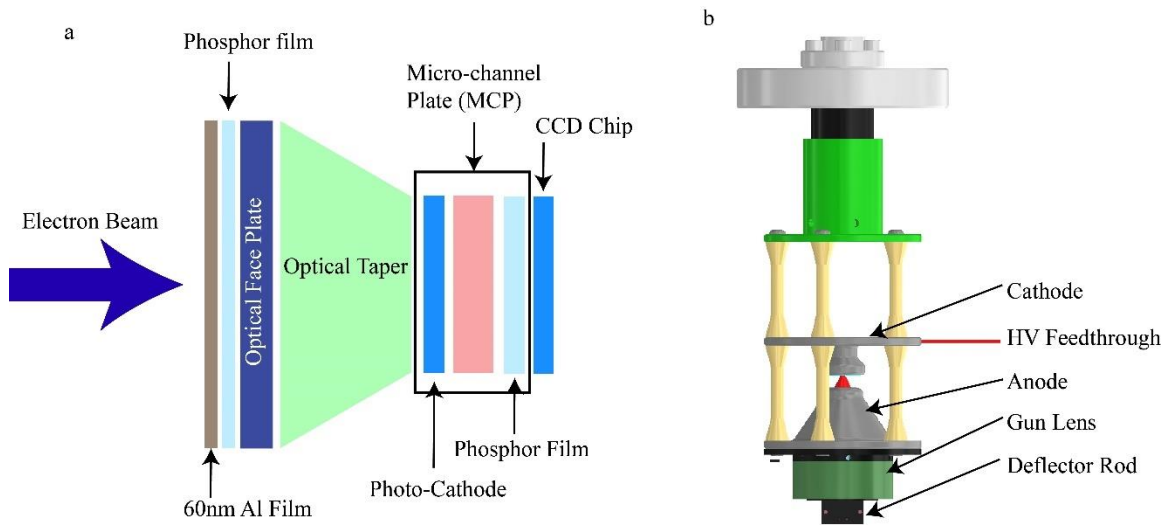 a
Phosphor film
Micro-channel
Plate (MCP)
CCD Chip
Electron Beam
Optical Face Plate
Optical Taper
Phosphor Film
Photo-Cathode
60nm Al Film
b
Cathode
HV Feedthrough
Anode
Gun Lens
Deflector Rod